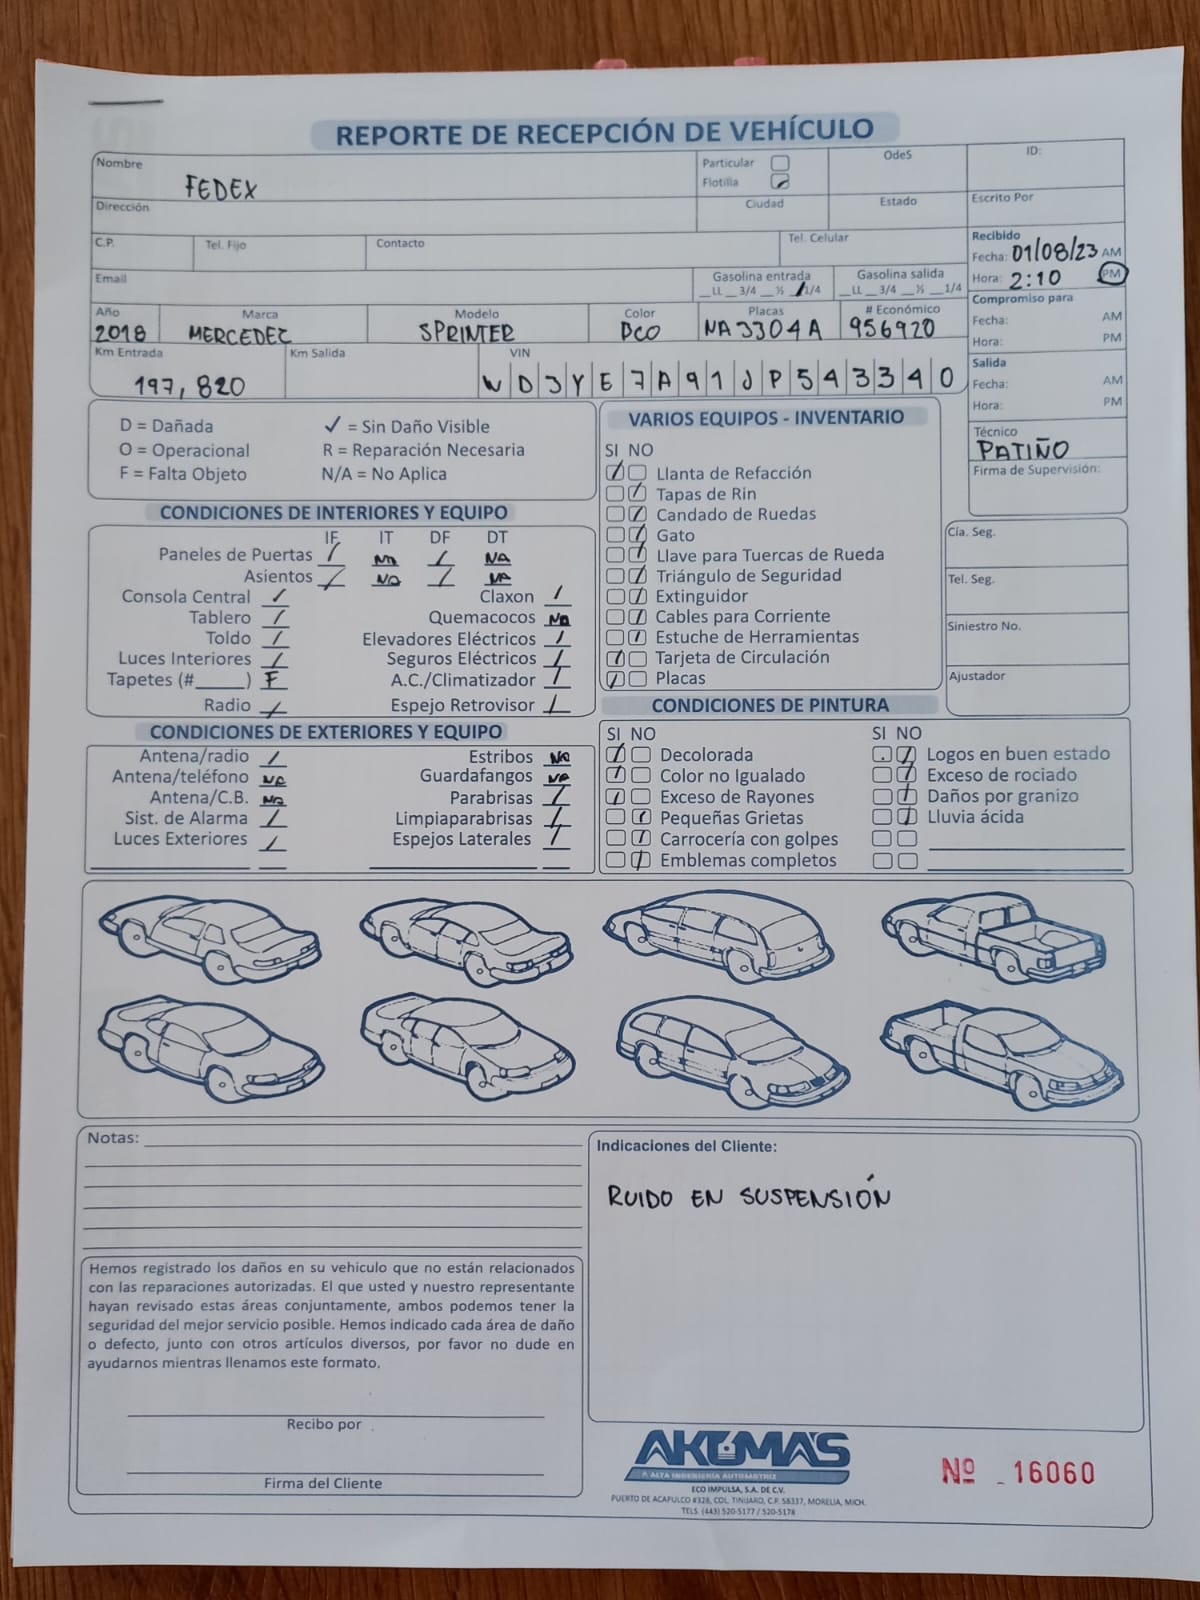 REPORTE DE RECEPCIÓN DE VEHÍCULO
Nombre FEDEX Particular Flotilla OdeS ID:
Dirección Ciudad Estado Escrito Por
C.P. Tel. Fijo Contacto Tel. Celular
Recibido
Fecha: 01/08/23 AM
Hora: 2:10 PM
Email Gasolina entrada Gasolina salida
__LL __3/4 __½ __1/4 __LL __3/4 __½ __1/4
Compromiso para
Fecha: AM
Hora: PM
Año Marca Modelo Color Placas # Económico
2018 MERCEDEC SPRINTER DCO NA3304A 956920
Km Entrada Km Salida VIN
197,820 WD3YE7A91JP543340
Salida
Fecha: AM
Hora: PM
Técnico
PATIÑO
Firma de Supervisión:
D = Dañada ✓ = Sin Daño Visible
O = Operacional R = Reparación Necesaria
F = Falta Objeto N/A = No Aplica
CONDICIONES DE INTERIORES Y EQUIPO
IF IT DF DT
Paneles de Puertas / NA / NA
Asientos / NA / NA
Consola Central / Claxon /
Tablero / Quemacocos NA
Toldo / Elevadores Eléctricos /
Luces Interiores / Seguros Eléctricos /
Tapetes (#_____) F A.C./Climatizador /
Radio / Espejo Retrovisor /
VARIOS EQUIPOS - INVENTARIO
SI NO
Llanta de Refacción
Tapas de Rin
Candado de Ruedas
Gato
Llave para Tuercas de Rueda
Triángulo de Seguridad
Extinguidor
Cables para Corriente
Estuche de Herramientas
Tarjeta de Circulación
Placas
Cía. Seg.
Tel. Seg.
Siniestro No.
Ajustador
CONDICIONES DE EXTERIORES Y EQUIPO
Antena/radio / Estribos NA
Antena/teléfono NA Guardafangos NA
Antena/C.B. NA Parabrisas /
Sist. de Alarma / Limpiaparabrisas /
Luces Exteriores / Espejos Laterales /
CONDICIONES DE PINTURA
SI NO SI NO
Decolorada Logos en buen estado
Color no Igualado Exceso de rociado
Exceso de Rayones Daños por granizo
Pequeñas Grietas Lluvia ácida
Carrocería con golpes
Emblemas completos
Notas:
Indicaciones del Cliente:
RUIDO EN SUSPENSIÓN
Hemos registrado los daños en su vehiculo que no están relacionados
con las reparaciones autorizadas. El que usted y nuestro representante
hayan revisado estas áreas conjuntamente, ambos podemos tener la
seguridad del mejor servicio posible. Hemos indicado cada área de daño
o defecto, junto con otros artículos diversos, por favor no dude en
ayudarnos mientras llenamos este formato.
Recibo por
Firma del Cliente
AKTMA'S
ALTA INGENIERÍA AUTOMOTRIZ
ECO IMPULSA, S.A. DE C.V.
PUERTO DE ACAPULCO #328, COL. TINIJARO, C.P. 58337, MORELIA, MICH.
TELS. (443) 520-5177 / 520-5178
Nº 16060